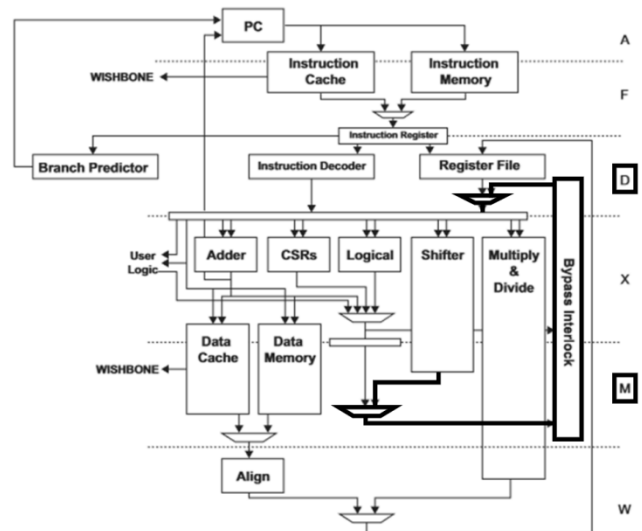 PC
A
Instruction
Cache
Instruction
Memory
WISHBONE
F
Instruction Register
Branch Predictor
Instruction Decoder
Register File
D
User
Logic
Adder
CSRs
Logical
Shifter
Multiply
&
Divide
Bypass Interlock
X
Data
Cache
Data
Memory
WISHBONE
M
Align
W